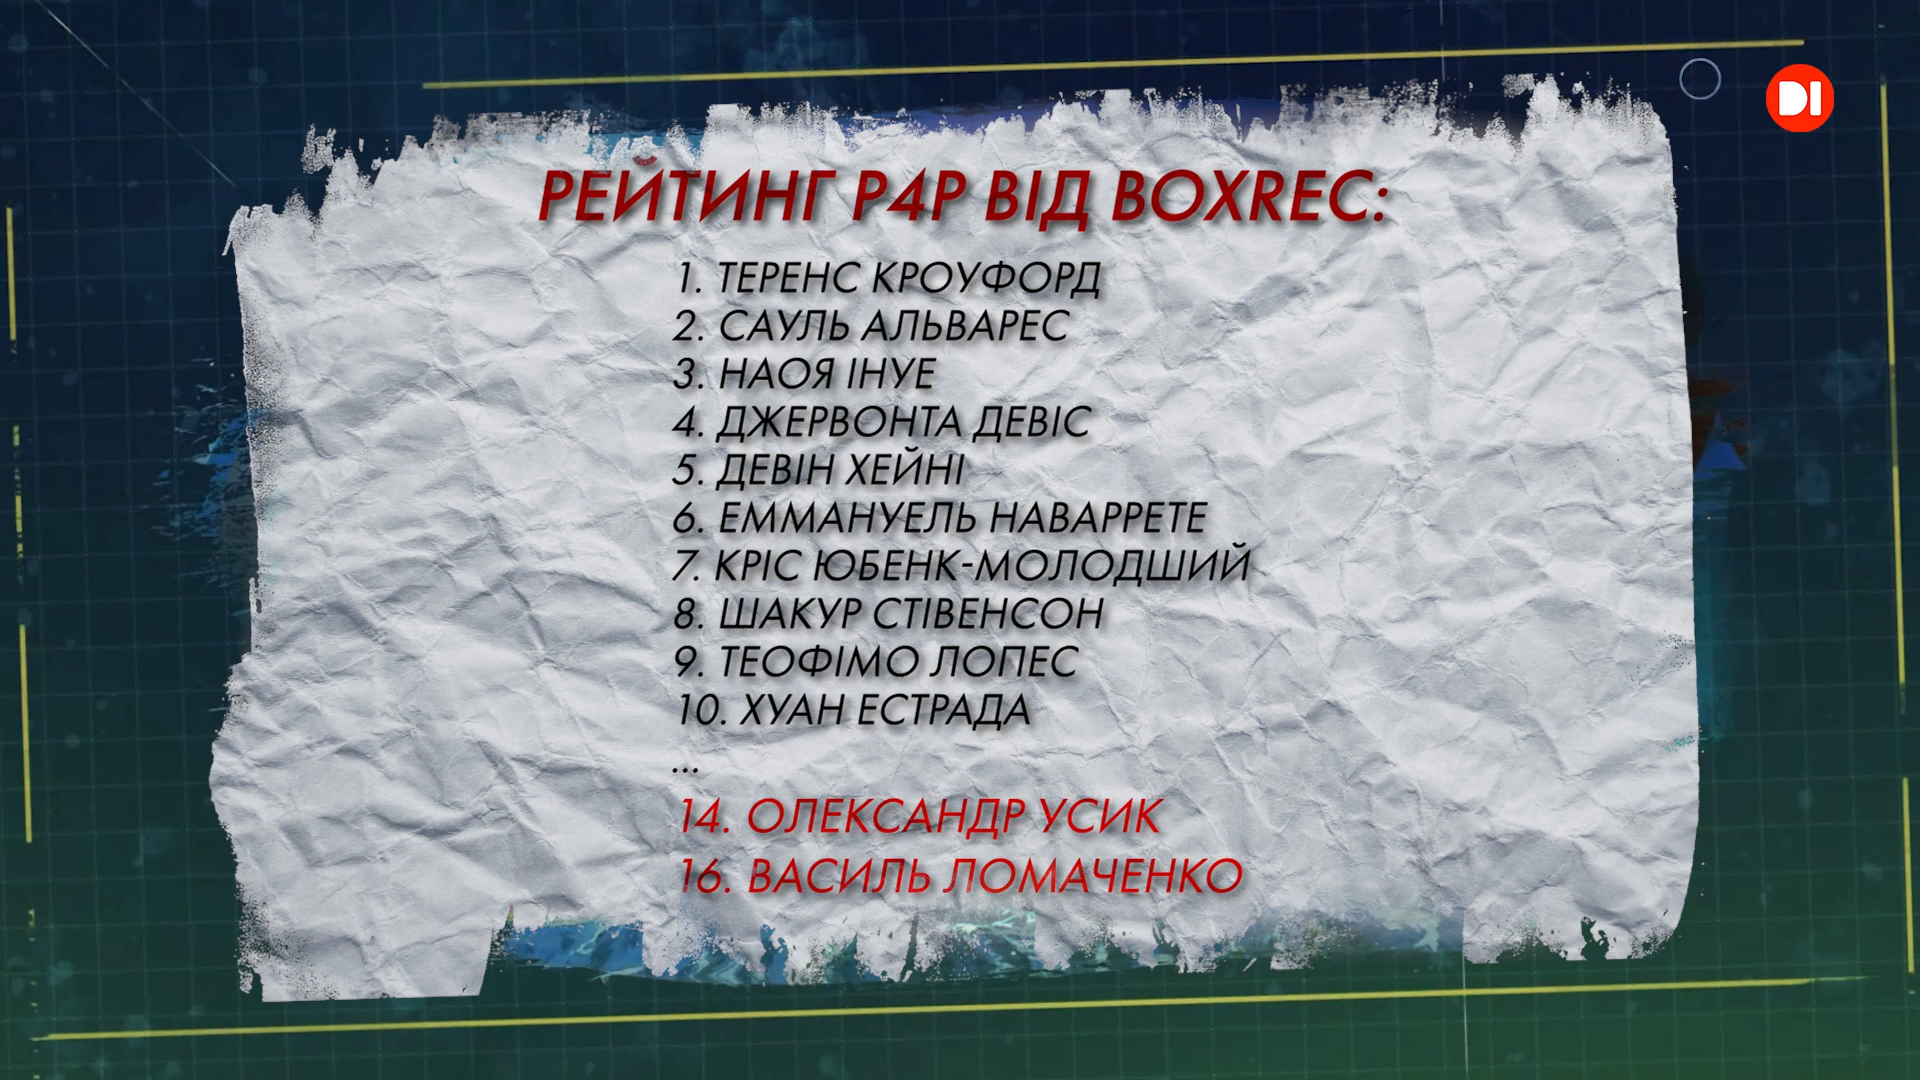 РЕЙТИНГ P4P ВІД BOXREC:
1. ТЕРЕНС КРОУФОРД
2. САУЛЬ АЛЬВАРЕС
3. НАОЯ ІНУЕ
4. ДЖЕРВОНТА ДЕВІС
5. ДЕВІН ХЕЙНІ
6. ЕММАНУЕЛЬ НАВАРРЕТЕ
7. КРІС ЮБЕНК-МОЛОДШИЙ
8. ШАКУР СТІВЕНСОН
9. ТЕОФІМО ЛОПЕС
10. ХУАН ЕСТРАДА
...
14. ОЛЕКСАНДР УСИК
16. ВАСИЛЬ ЛОМАЧЕНКО
DI